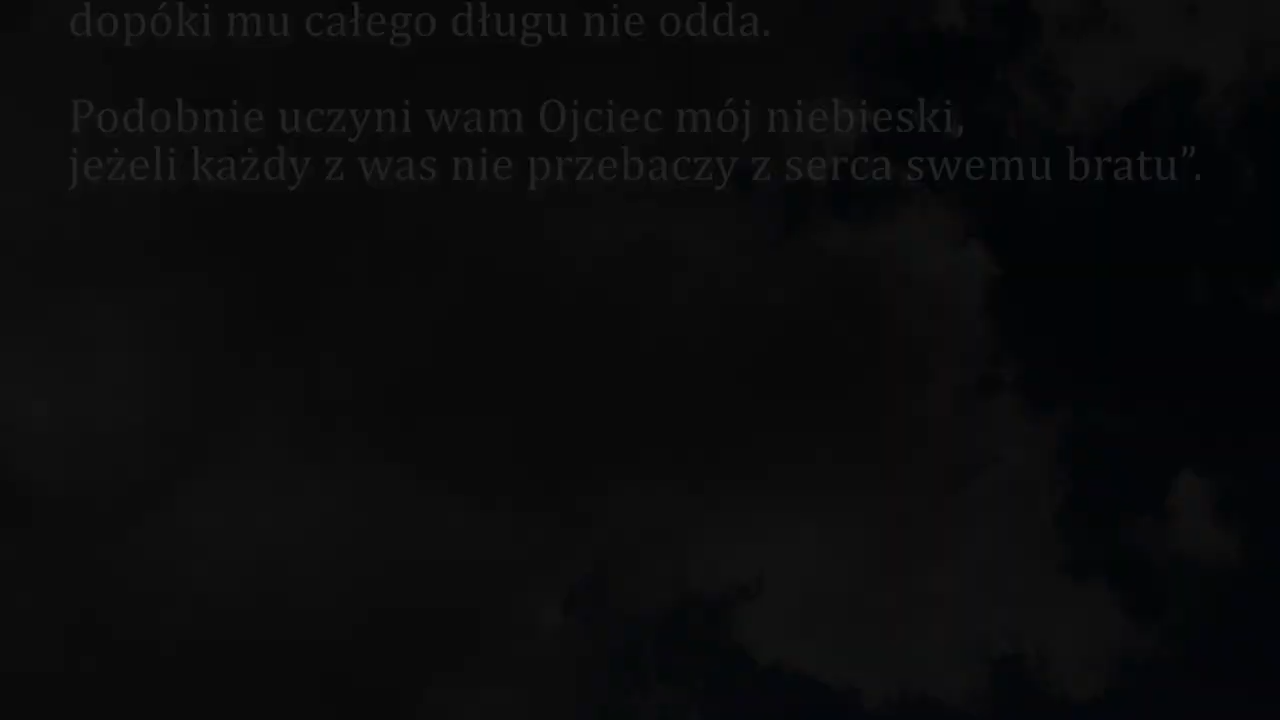 dopóki mu całego długu nie odda.
Podobnie uczyni wam Ojciec mój niebieski,
jeżeli każdy z was nie przebaczy z serca swemu bratu”.